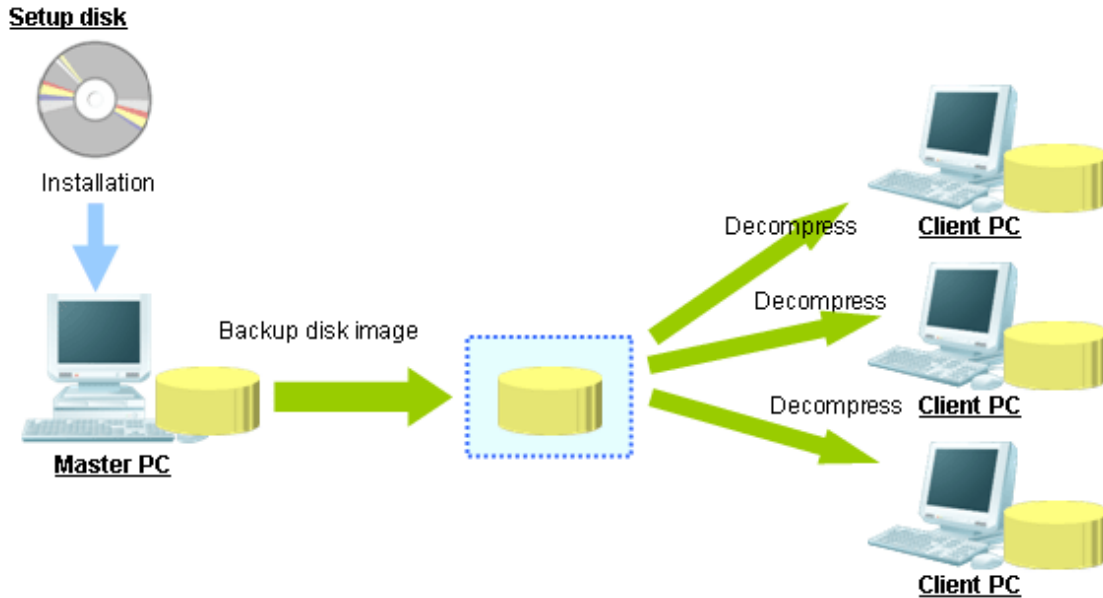 Setup disk
Installation
Backup disk image
Master PC
Decompress
Client PC
Decompress
Client PC
Decompress
Client PC